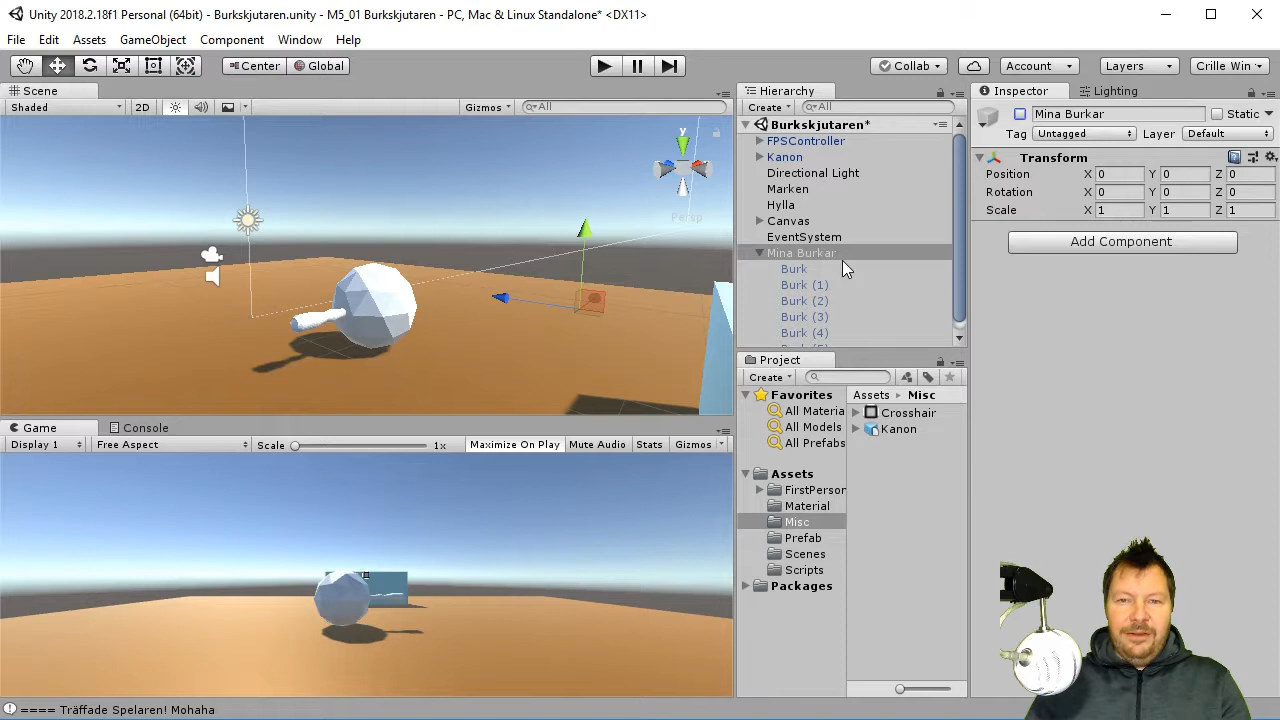 Unity 2018.2.18f1 Personal (64bit) - Burkskjutaren.unity - M5_01 Burkskjutaren - PC, Mac & Linux Standalone* <DX11>
File Edit Assets GameObject Component Window Help
Center Global Collab Account Layers Crille Win
Scene
Shaded 2D Gizmos All
y
Persp
Hierarchy
Create All
Burkskjutaren*
FPSController
Kanon
Directional Light
Marken
Hylla
Canvas
EventSystem
Mina Burkar
Burk
Burk (1)
Burk (2)
Burk (3)
Burk (4)
Inspector Lighting
Mina Burkar Static
Tag Untagged Layer Default
Transform
Position X 0 Y 0 Z 0
Rotation X 0 Y 0 Z 0
Scale X 1 Y 1 Z 1
Add Component
Game Console
Display 1 Free Aspect Scale 1x Maximize On Play Mute Audio Stats Gizmos
Project
Create
Favorites
All Materia
All Models
All Prefabs
Assets
FirstPerson
Material
Misc
Prefab
Scenes
Scripts
Packages
Assets Misc
Crosshair
Kanon
==== Träffade Spelaren! Mohaha